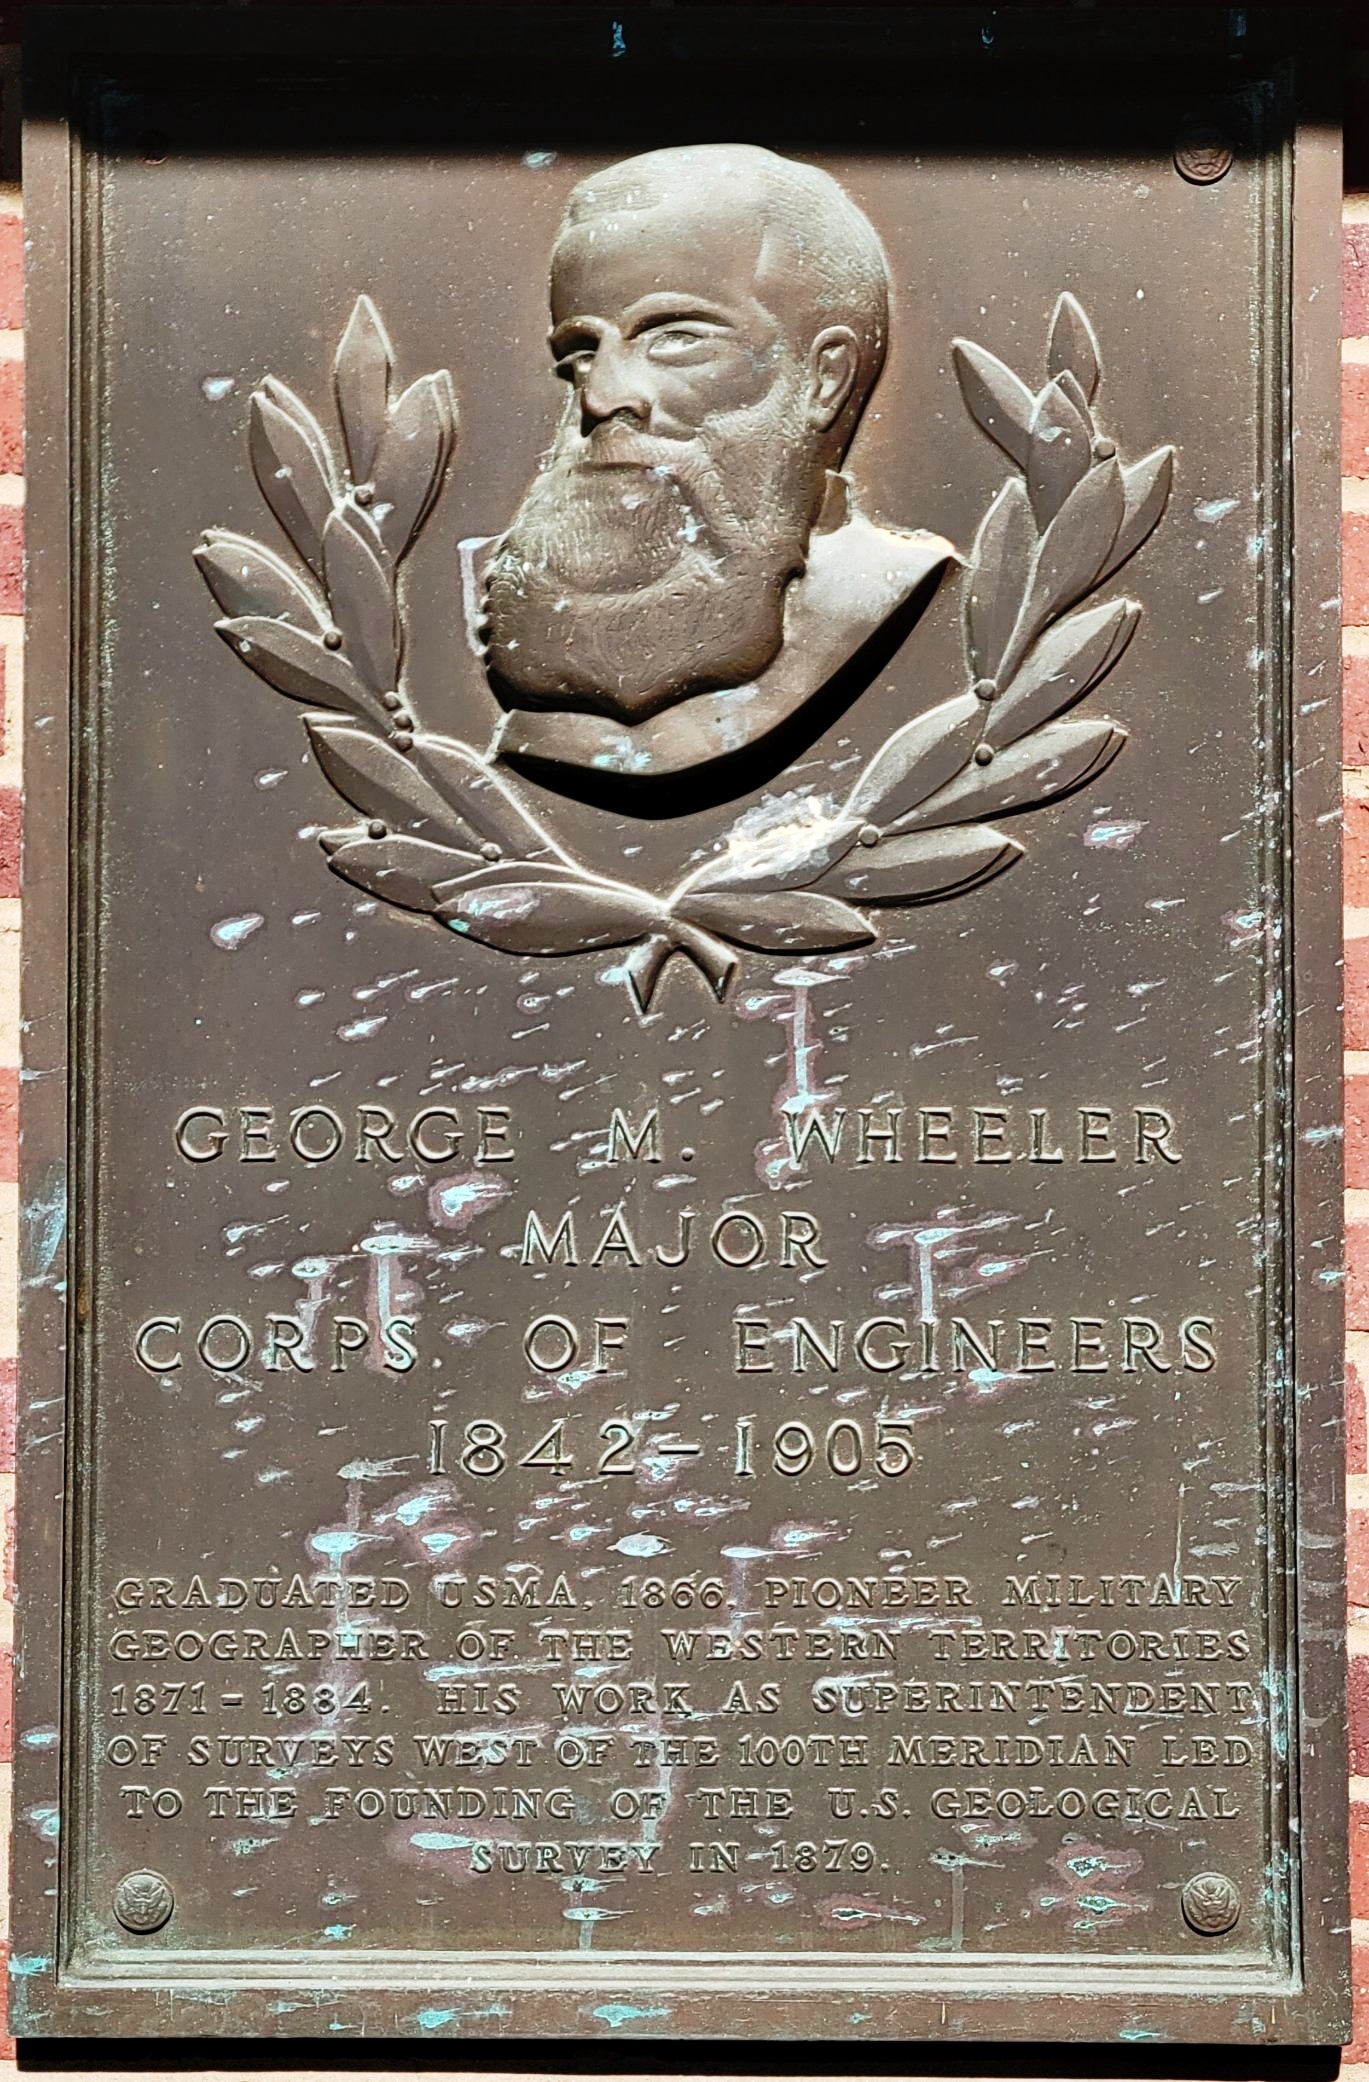 GEORGE M. WHEELER
MAJOR
CORPS OF ENGINEERS
1842-1905
GRADUATED USMA, 1866. PIONEER MILITARY
GEOGRAPHER OF THE WESTERN TERRITORIES
1871-1884. HIS WORK AS SUPERINTENDENT
OF SURVEYS WEST OF THE 100TH MERIDIAN LED
TO THE FOUNDING OF THE U.S. GEOLOGICAL
SURVEY IN 1879.